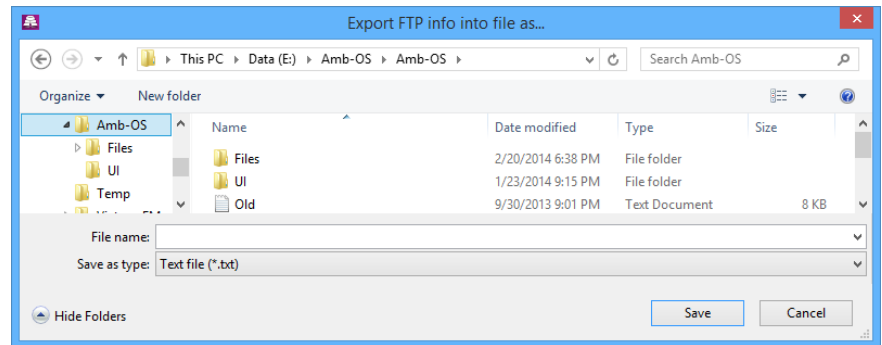 Export FTP info into file as...
This PC Data (E:) Amb-OS Amb-OS Search Amb-OS
Organize New folder
Amb-OS
Files
UI
Temp
Name Date modified Type Size
Files 2/20/2014 6:38 PM File folder
UI 1/23/2014 9:15 PM File folder
Old 9/30/2013 9:01 PM Text Document 8 KB
File name:
Save as type: Text file (*.txt)
Hide Folders Save Cancel